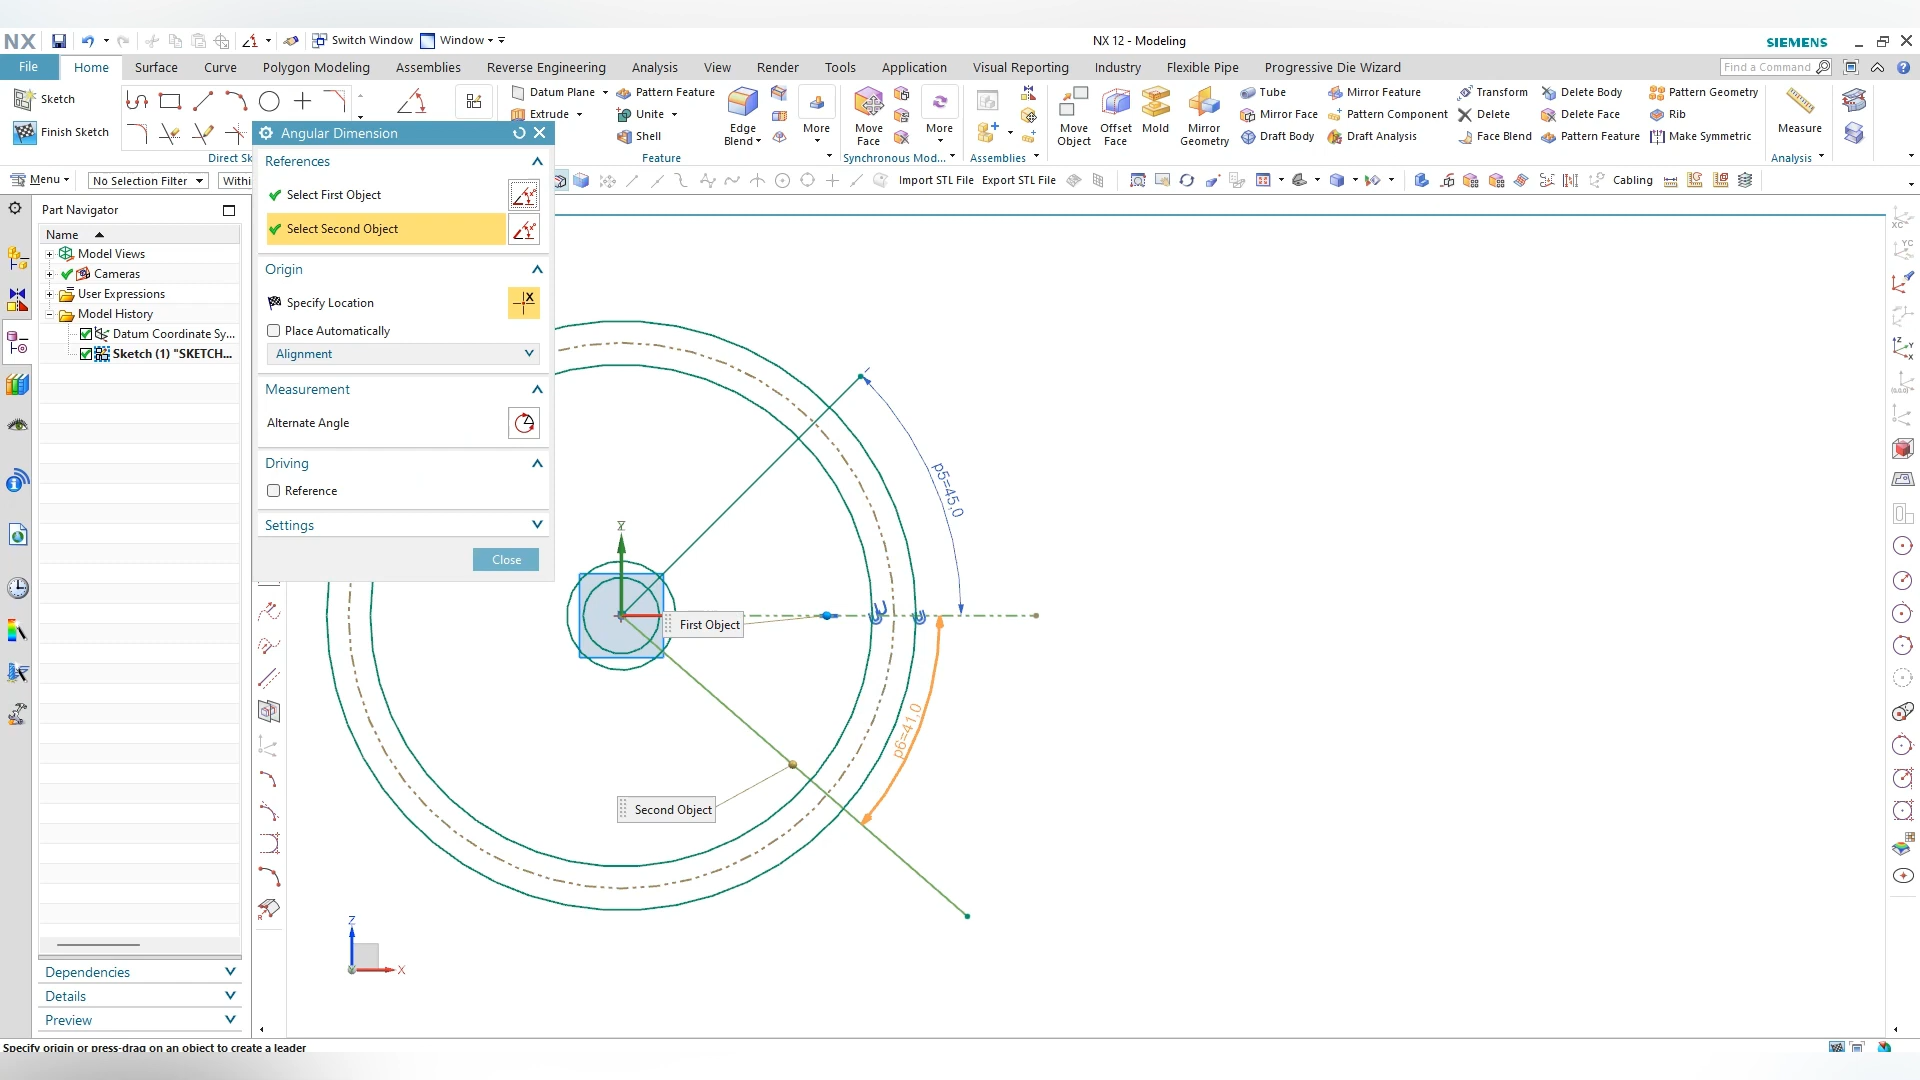 NX
Switch Window
Window
NX 12 - Modeling
SIEMENS
File
Home
Surface
Curve
Polygon Modeling
Assemblies
Reverse Engineering
Analysis
View
Render
Tools
Application
Visual Reporting
Industry
Flexible Pipe
Progressive Die Wizard
Find a Command
Sketch
Finish Sketch
Datum Plane
Extrude
Pattern Feature
Unite
Shell
Edge
Blend
More
Feature
Move
Face
More
Synchronous Mod...
Assemblies
Move
Object
Offset
Face
Mold
Mirror
Geometry
Tube
Mirror Face
Draft Body
Mirror Feature
Pattern Component
Draft Analysis
Transform
Delete
Face Blend
Delete Body
Delete Face
Pattern Feature
Pattern Geometry
Rib
Make Symmetric
Measure
Analysis
Direct Sk
Menu
No Selection Filter
Withi
Import STL File
Export STL File
Cabling
Part Navigator
Name
Model Views
Cameras
User Expressions
Model History
Datum Coordinate Sy...
Sketch (1) "SKETCH...
Dependencies
Details
Preview
Angular Dimension
References
Select First Object
Select Second Object
Origin
Specify Location
Place Automatically
Alignment
Measurement
Alternate Angle
Driving
Reference
Settings
Close
p5=45,0
First Object
p6=41,0
Second Object
Z
X
XC
YC
Specify origin or press-drag on an object to create a leader